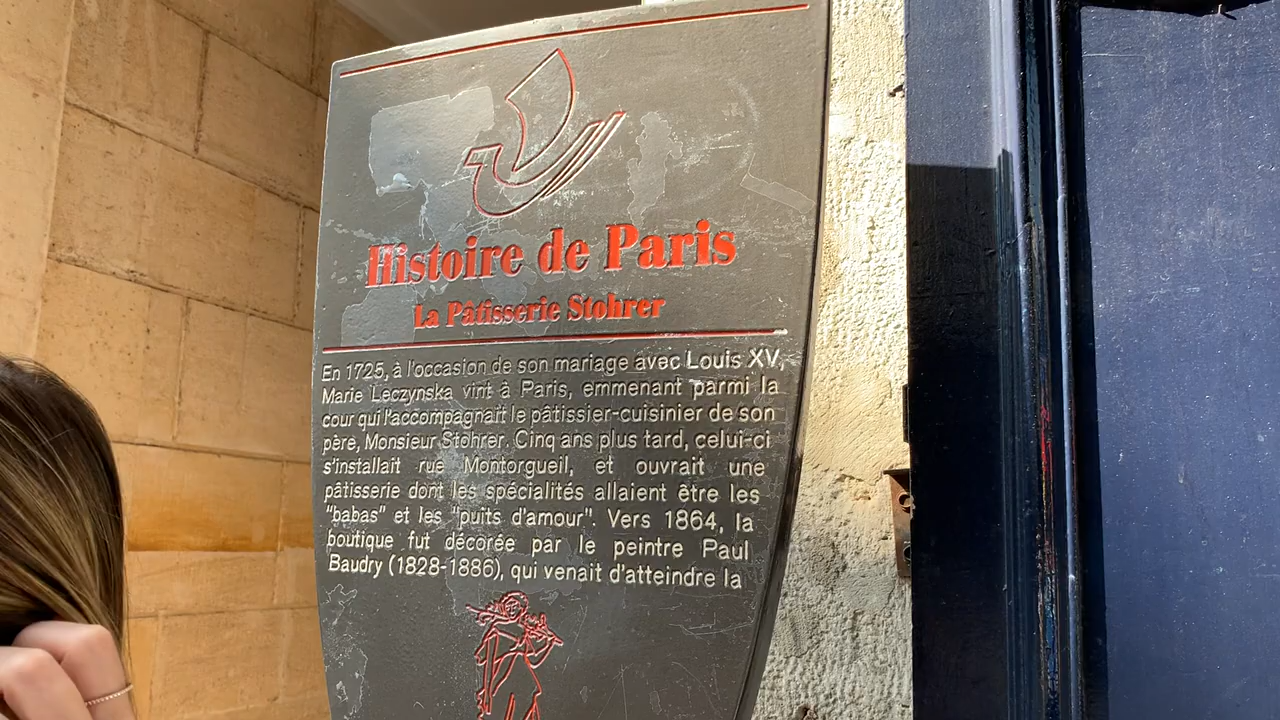 Histoire de Paris
La Pâtisserie Stohrer
En 1725, à l'occasion de son mariage avec Louis XV,
Marie Leczynska vint à Paris, emmenant parmi la
cour qui l'accompagnait le pâtissier-cuisinier de son
père, Monsieur Stohrer. Cinq ans plus tard, celui-ci
s'installait rue Montorgueil, et ouvrait une
pâtisserie dont les spécialités allaient être les
"babas" et les "puits d'amour". Vers 1864, la
boutique fut décorée par le peintre Paul
Baudry (1828-1886), qui venait d'atteindre la